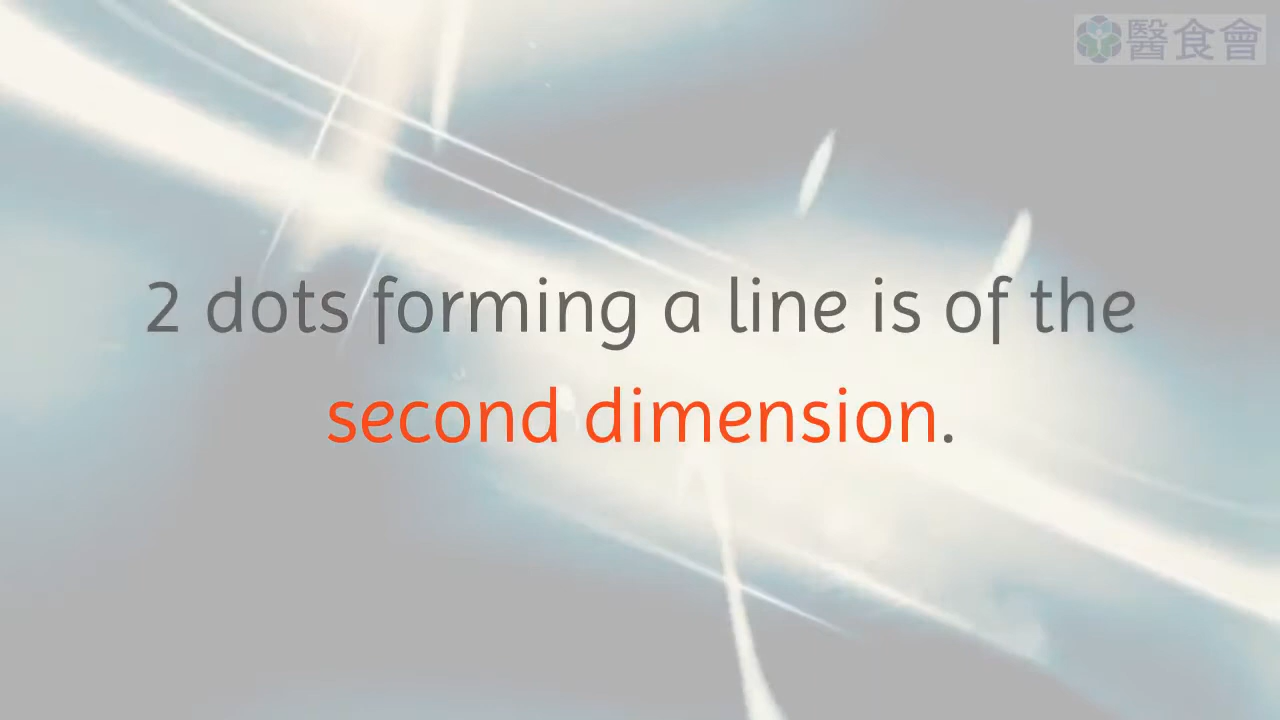 醫食會
2 dots forming a line is of the
second dimension.